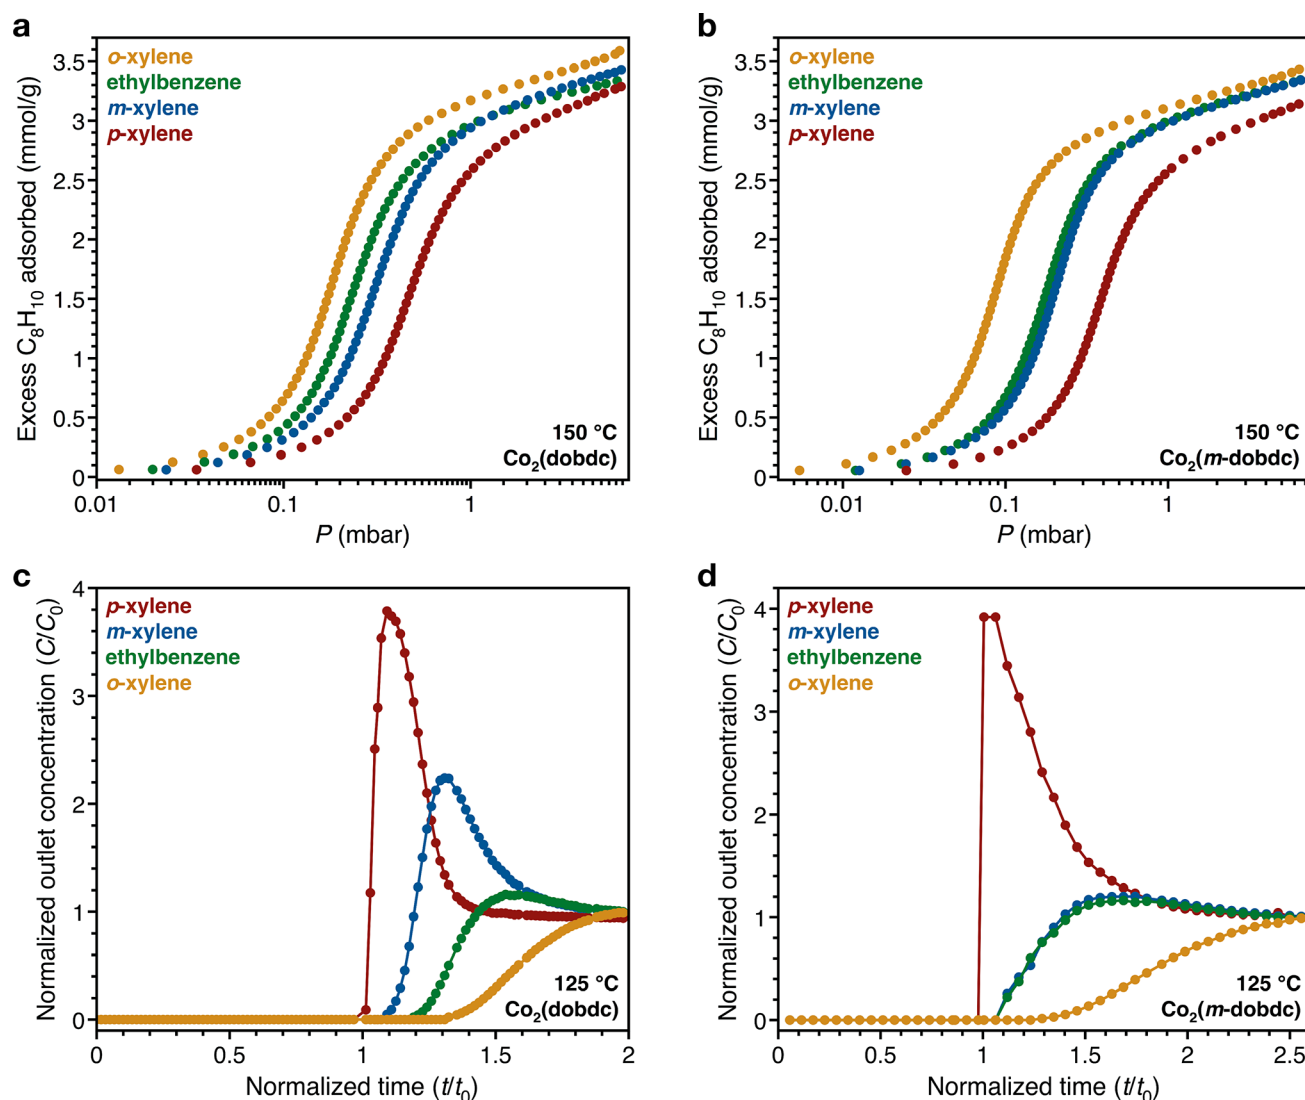 a
o-xylene
ethylbenzene
m-xylene
p-xylene
Excess C8H10 adsorbed (mmol/g)
3.5
3
2.5
2
1.5
1
0.5
0
150 °C
Co2(dobdc)
0.01
0.1
1
P (mbar)
b
o-xylene
ethylbenzene
m-xylene
p-xylene
Excess C8H10 adsorbed (mmol/g)
3.5
3
2.5
2
1.5
1
0.5
0
150 °C
Co2(m-dobdc)
0.01
0.1
1
P (mbar)
c
p-xylene
m-xylene
ethylbenzene
o-xylene
Normalized outlet concentration (C/C0)
4
3
2
1
0
125 °C
Co2(dobdc)
0
0.5
1
1.5
2
Normalized time (t/t0)
d
p-xylene
m-xylene
ethylbenzene
o-xylene
Normalized outlet concentration (C/C0)
4
3
2
1
0
125 °C
Co2(m-dobdc)
0
0.5
1
1.5
2
2.5
Normalized time (t/t0)